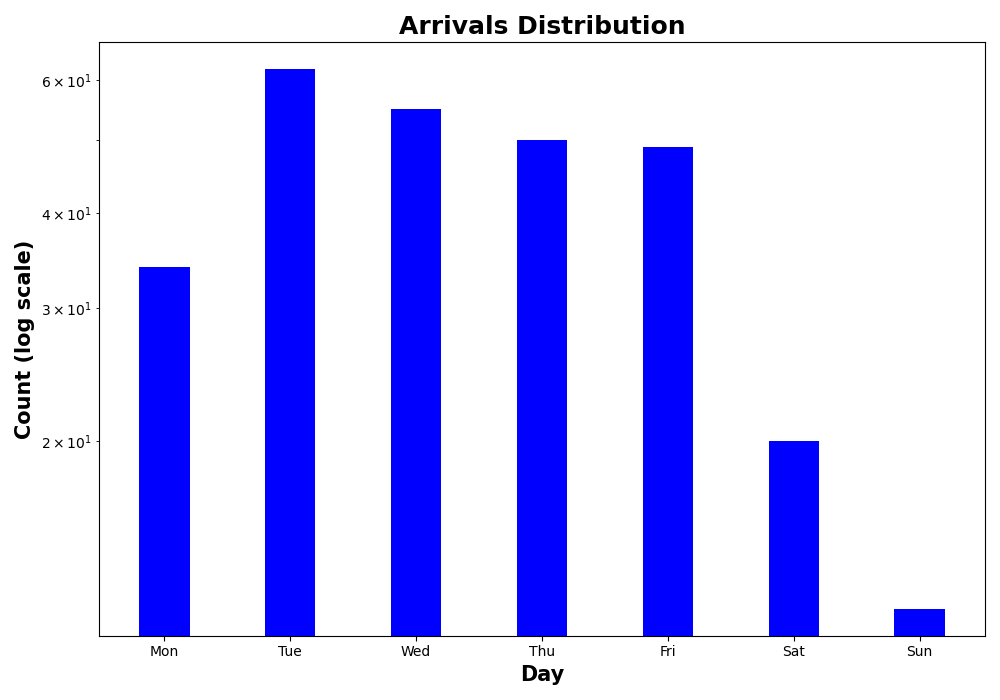 Arrivals Distribution
6 × 10¹
4 × 10¹
3 × 10¹
2 × 10¹
Count (log scale)
Mon Tue Wed Thu Fri Sat Sun
Day